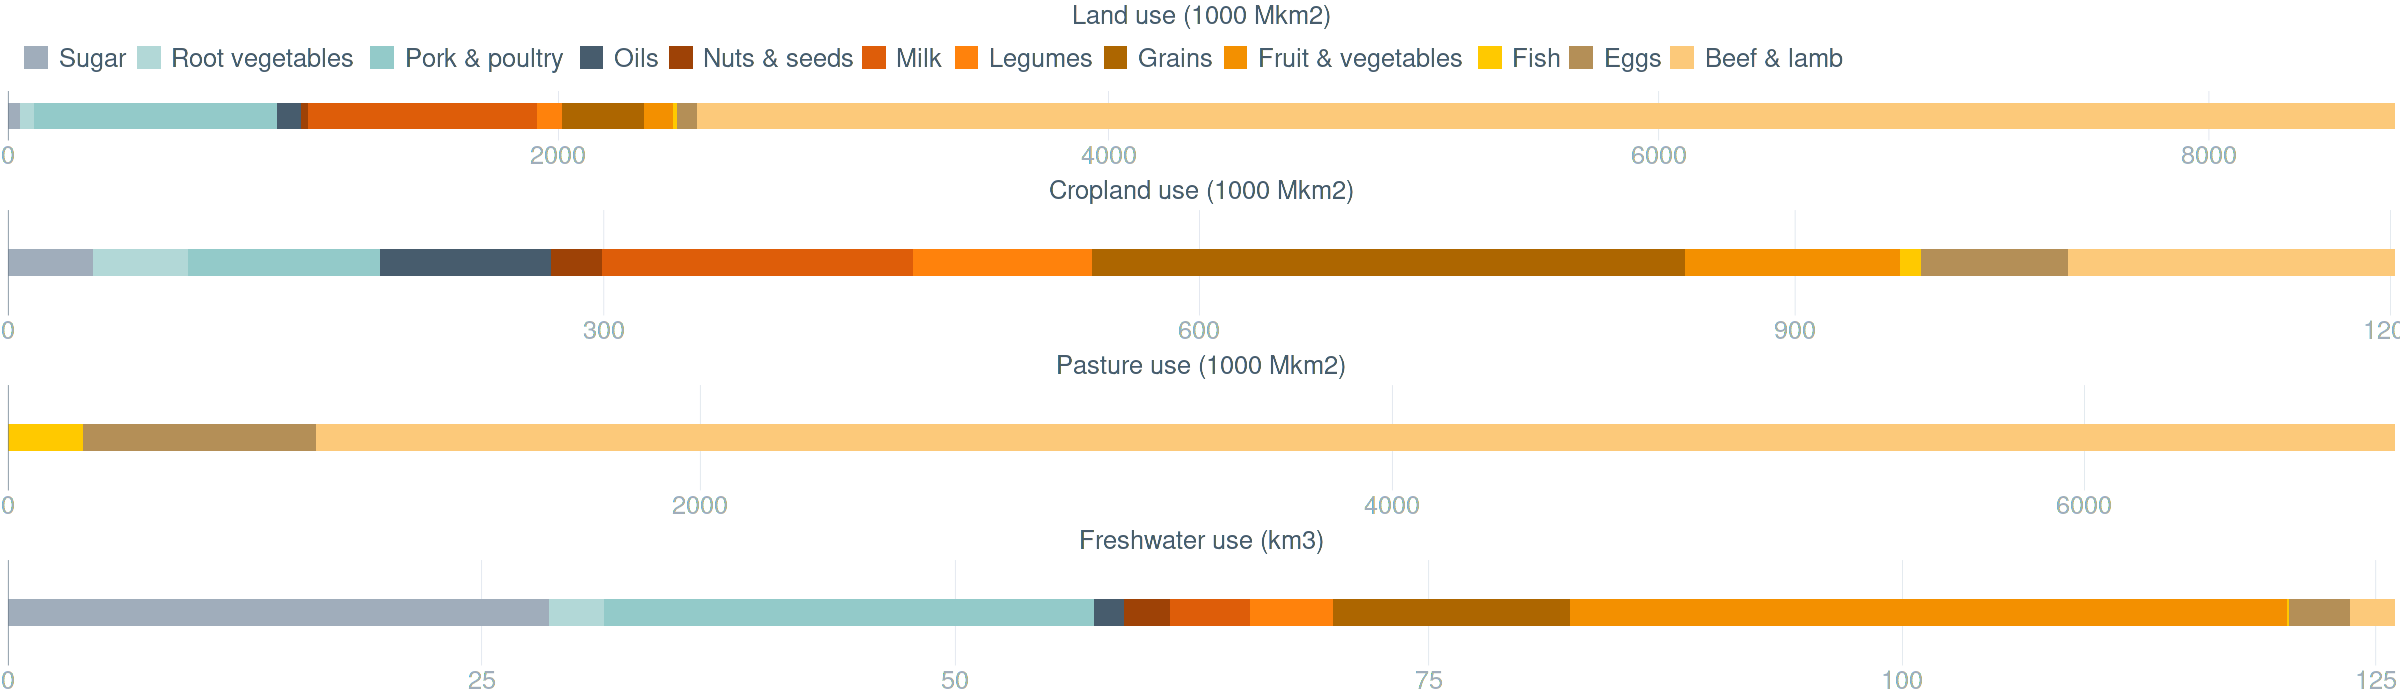 Land use (1000 Mkm2)
Sugar Root vegetables Pork & poultry Oils Nuts & seeds Milk Legumes Grains Fruit & vegetables Fish Eggs Beef & lamb
0 2000 4000 6000 8000
Cropland use (1000 Mkm2)
0 300 600 900 120
Pasture use (1000 Mkm2)
0 2000 4000 6000
Freshwater use (km3)
0 25 50 75 100 125